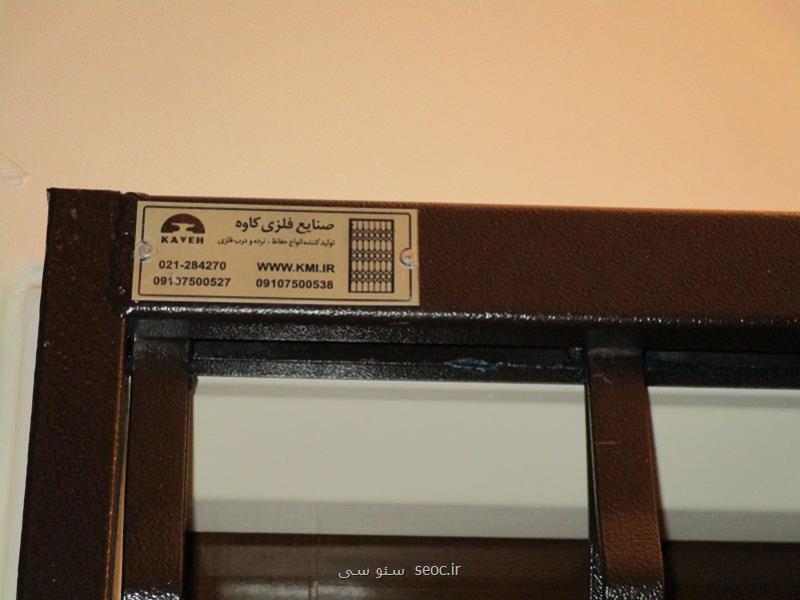 صنایع فلزی کاوه
KAVEH
تولید کننده انواع حفاظ ، نرده و درب فلزی
021-284270
WWW.KMI.IR
09107500527
09107500538
سئو سی seoc.ir